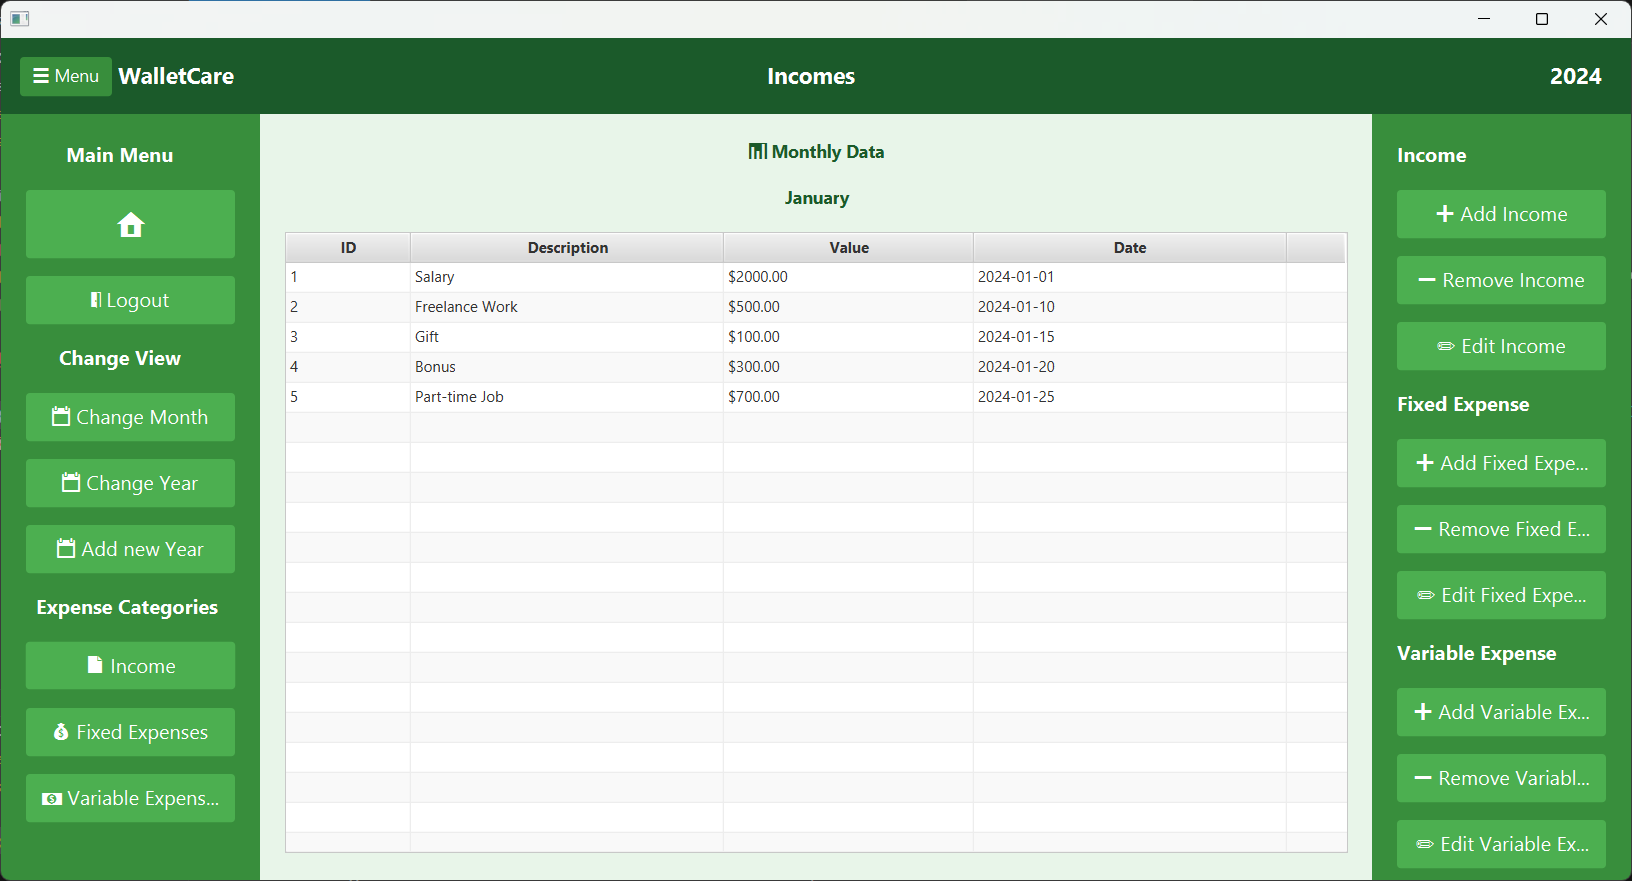 ☰ Menu WalletCare Incomes 2024
Main Menu
Logout
Change View
Change Month
Change Year
Add new Year
Expense Categories
Income
Fixed Expenses
Variable Expens...
Monthly Data
January
ID Description Value Date
1 Salary $2000.00 2024-01-01
2 Freelance Work $500.00 2024-01-10
3 Gift $100.00 2024-01-15
4 Bonus $300.00 2024-01-20
5 Part-time Job $700.00 2024-01-25
Income
+ Add Income
− Remove Income
✏ Edit Income
Fixed Expense
+ Add Fixed Expe...
− Remove Fixed E...
✏ Edit Fixed Expe...
Variable Expense
+ Add Variable Ex...
− Remove Variabl...
✏ Edit Variable Ex...